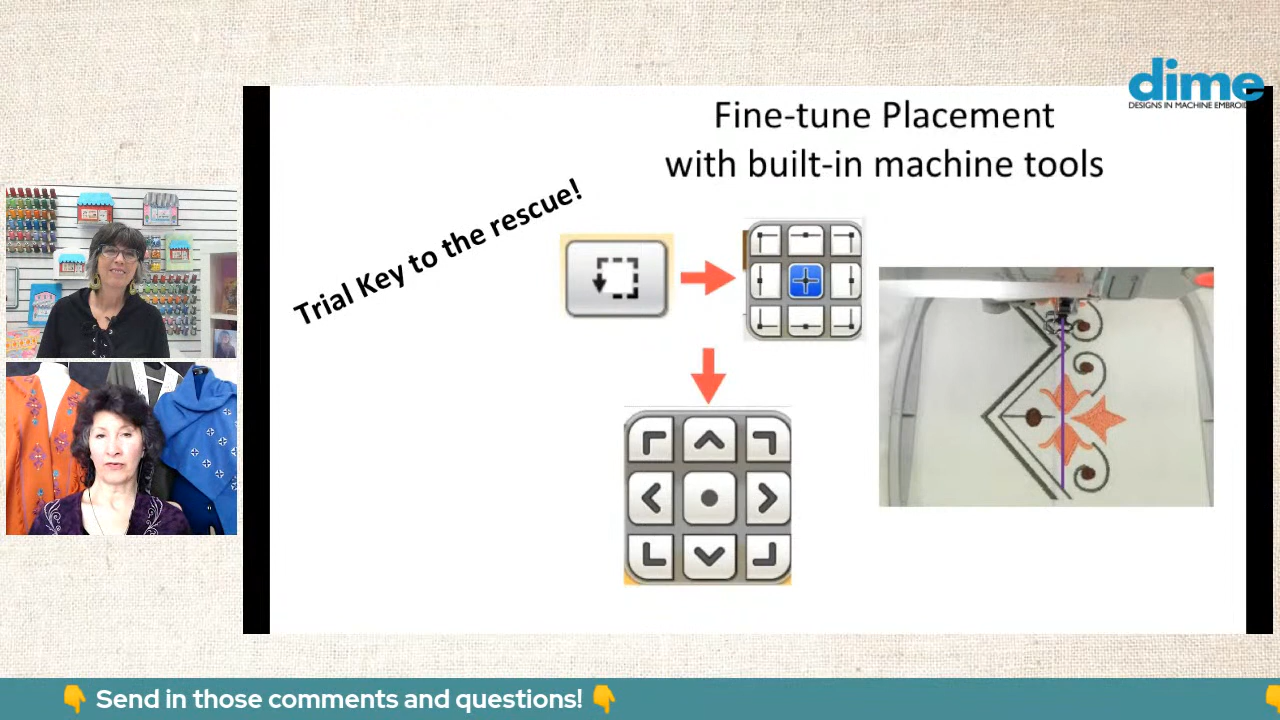 dime
DESIGNS IN MACHINE EMBROI
Fine-tune Placement
with built-in machine tools
Trial Key to the rescue!
👇 Send in those comments and questions! 👇